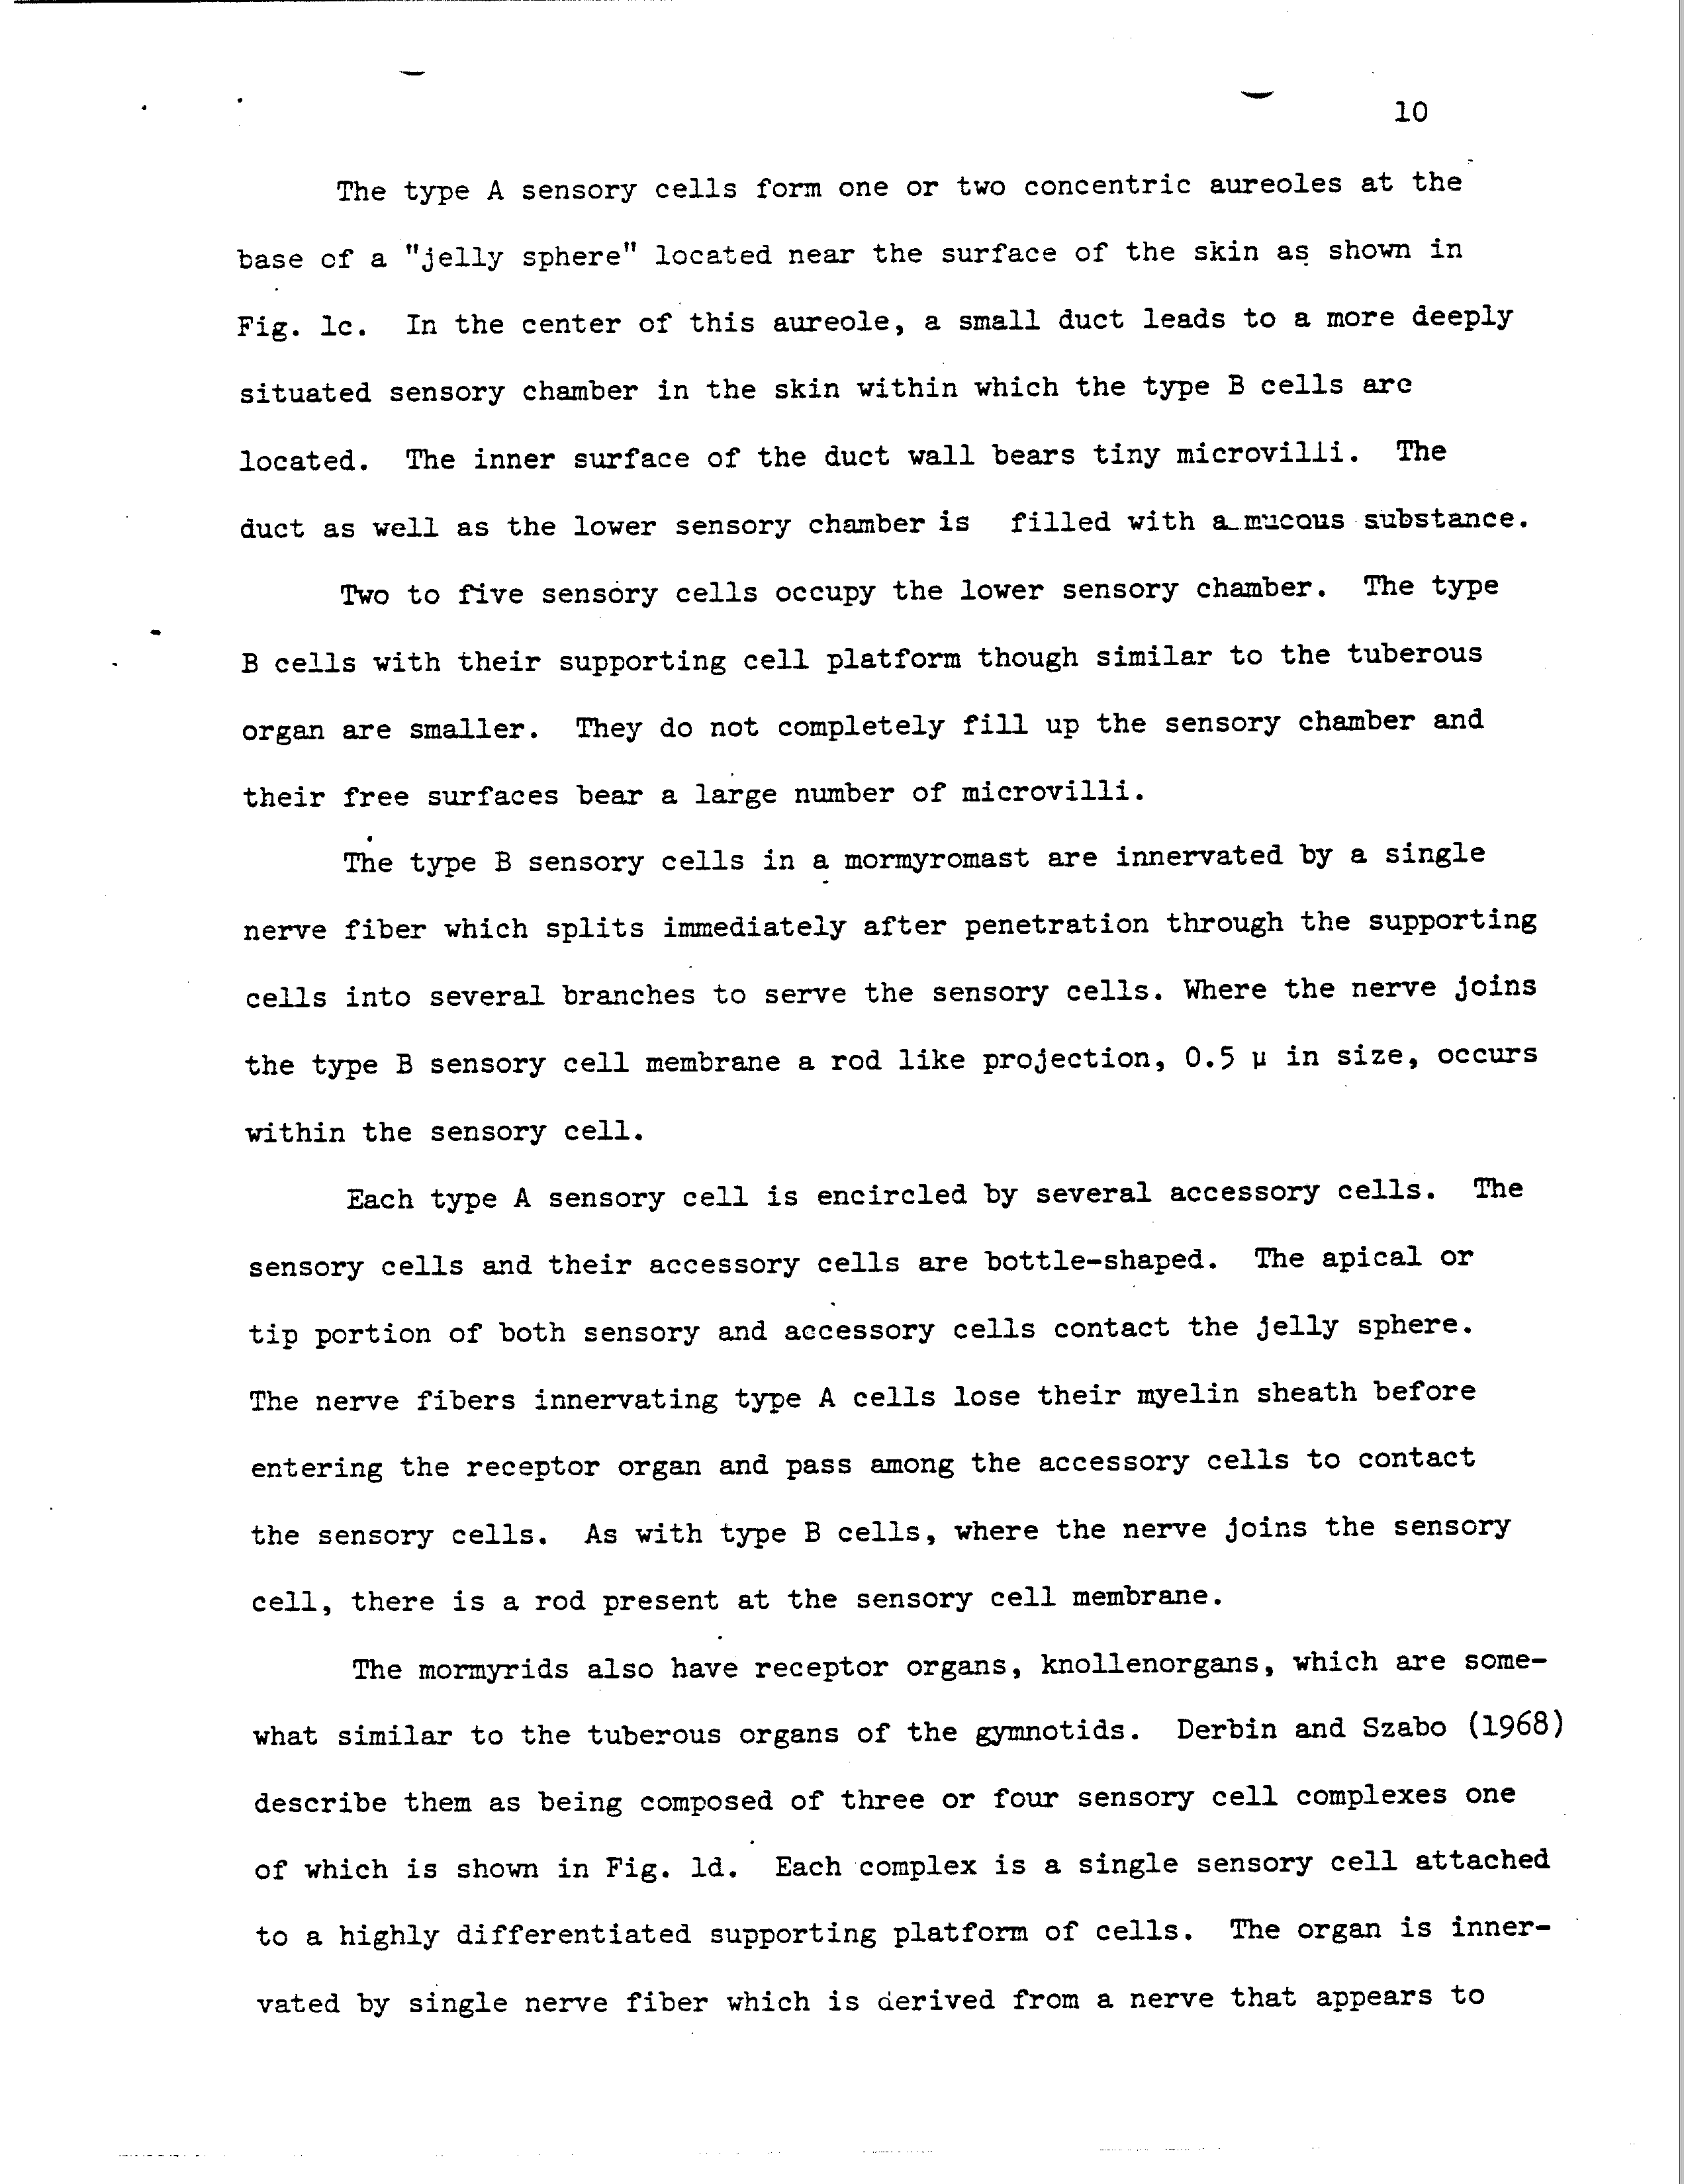 10
The type A sensory cells form one or two concentric aureoles at the
base of a "jelly sphere" located near the surface of the skin as shown in
Fig. 1c. In the center of this aureole, a small duct leads to a more deeply
situated sensory chamber in the skin within which the type B cells are
located. The inner surface of the duct wall bears tiny microvilli. The
duct as well as the lower sensory chamber is filled with a mucous substance.
Two to five sensory cells occupy the lower sensory chamber. The type
B cells with their supporting cell platform though similar to the tuberous
organ are smaller. They do not completely fill up the sensory chamber and
their free surfaces bear a large number of microvilli.
The type B sensory cells in a mormyromast are innervated by a single
nerve fiber which splits immediately after penetration through the supporting
cells into several branches to serve the sensory cells. Where the nerve joins
the type B sensory cell membrane a rod like projection, 0.5 μ in size, occurs
within the sensory cell.
Each type A sensory cell is encircled by several accessory cells. The
sensory cells and their accessory cells are bottle-shaped. The apical or
tip portion of both sensory and accessory cells contact the jelly sphere.
The nerve fibers innervating type A cells lose their myelin sheath before
entering the receptor organ and pass among the accessory cells to contact
the sensory cells. As with type B cells, where the nerve joins the sensory
cell, there is a rod present at the sensory cell membrane.
The mormyrids also have receptor organs, knollenorgans, which are some-
what similar to the tuberous organs of the gymnotids. Derbin and Szabo (1968)
describe them as being composed of three or four sensory cell complexes one
of which is shown in Fig. 1d. Each complex is a single sensory cell attached
to a highly differentiated supporting platform of cells. The organ is inner-
vated by single nerve fiber which is derived from a nerve that appears to